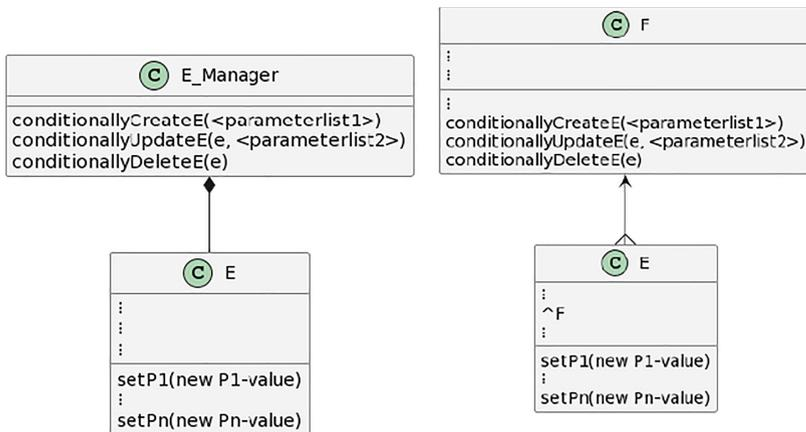 C E_Manager
conditionallyCreateE(<parameterlist1>)
conditionallyUpdateE(e, <parameterlist2>)
conditionallyDeleteE(e)
C E
⋮
⋮
⋮
setP1(new P1-value)
⋮
setPn(new Pn-value)
C F
⋮
⋮
⋮
conditionallyCreateE(<parameterlist1>)
conditionallyUpdateE(e, <parameterlist2>)
conditionallyDeleteE(e)
C E
⋮
^F
⋮
setP1(new P1-value)
⋮
setPn(new Pn-value)